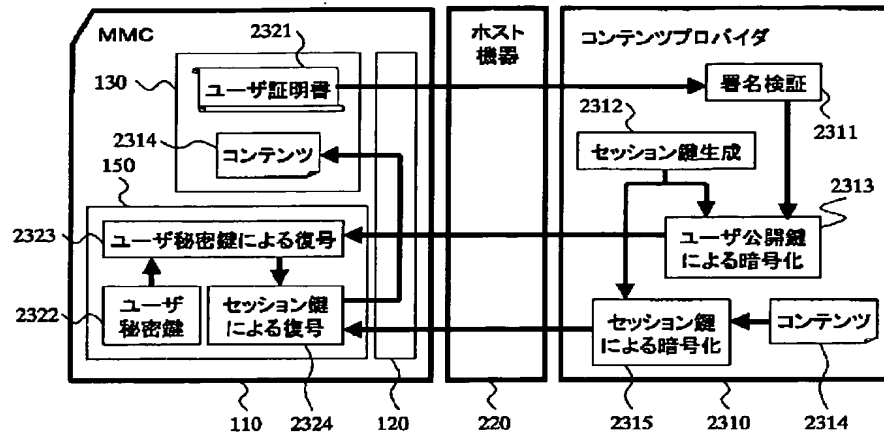 MMC
2321
130
ユーザ証明書
2314
コンテンツ
150
2323
ユーザ秘密鍵による復号
2322
ユーザ
秘密鍵
セッション鍵
による復号
110
2324
120
ホスト
機器
220
コンテンツプロバイダ
署名検証
2312
2311
セッション鍵生成
2313
ユーザ公開鍵
による暗号化
セッション鍵
による暗号化
コンテンツ
2315
2310
2314